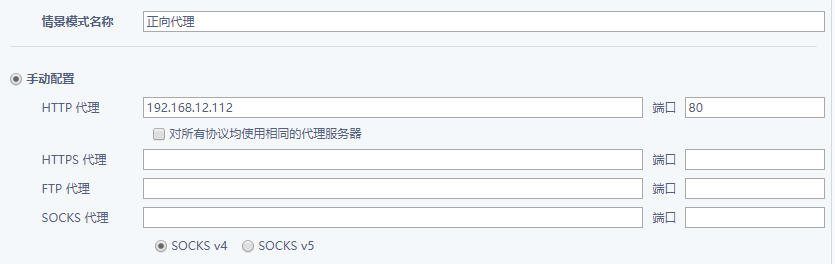 情景模式名称 正向代理
手动配置
HTTP 代理 192.168.12.112 端口 80
对所有协议均使用相同的代理服务器
HTTPS 代理 端口
FTP 代理 端口
SOCKS 代理 端口
SOCKS v4 SOCKS v5